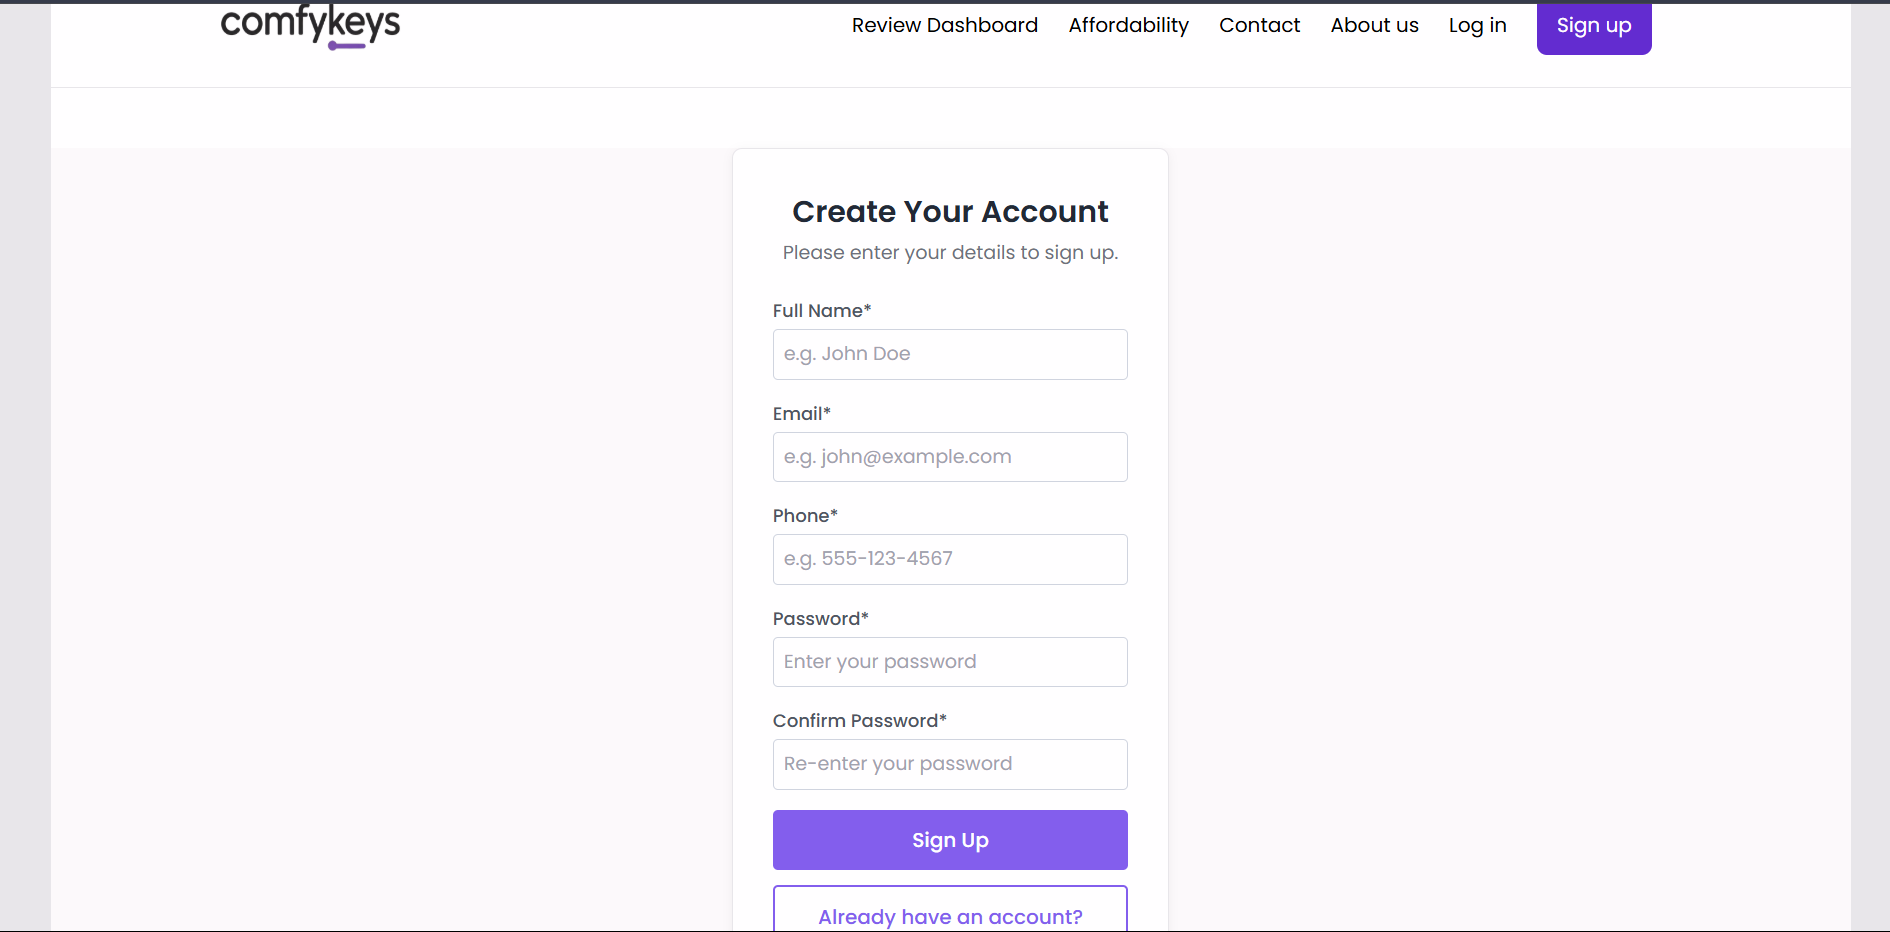 comfykeys
Review Dashboard Affordability Contact About us Log in Sign up
Create Your Account
Please enter your details to sign up.
Full Name*
e.g. John Doe
Email*
e.g. john@example.com
Phone*
e.g. 555-123-4567
Password*
Enter your password
Confirm Password*
Re-enter your password
Sign Up
Already have an account?